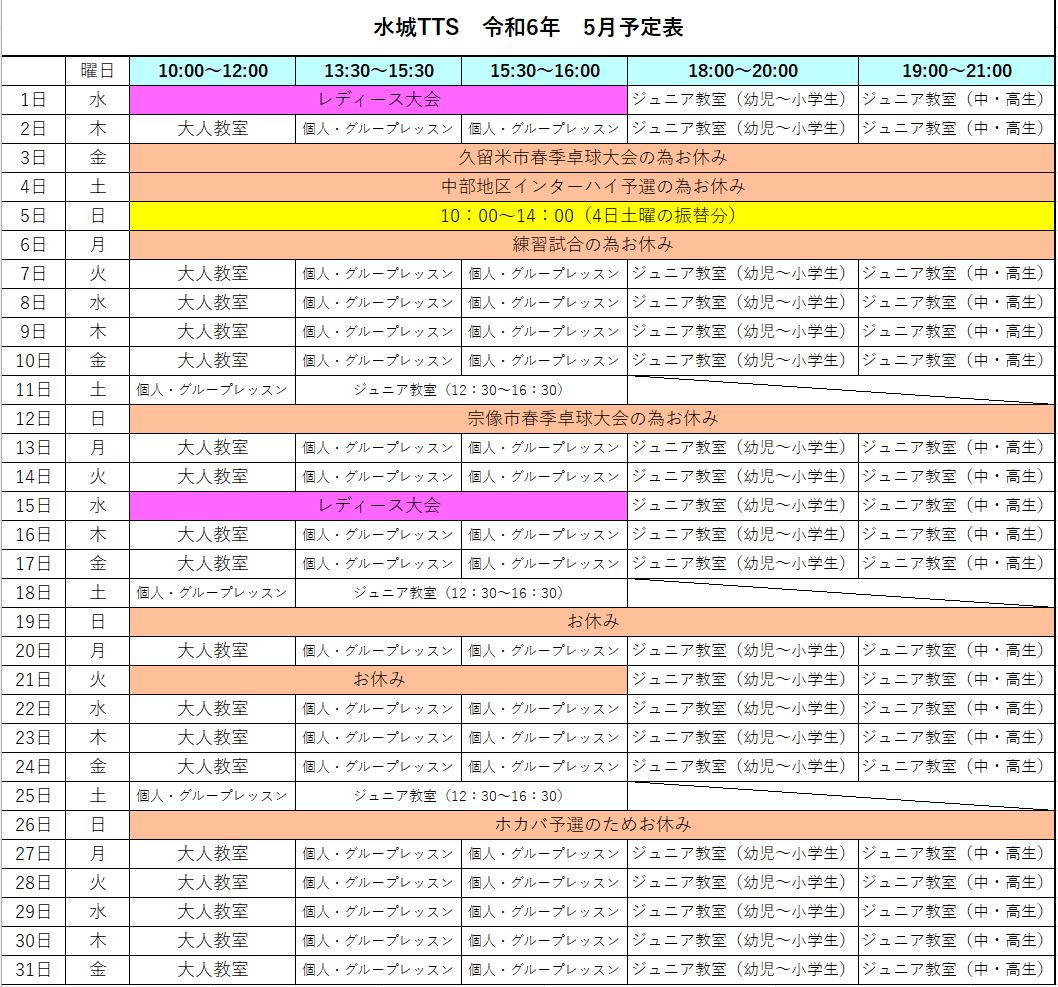 水城TTS　令和6年　5月予定表
曜日 10:00～12:00 13:30～15:30 15:30～16:00 18:00～20:00 19:00～21:00
1日 水 レディース大会 ジュニア教室（幼児～小学生） ジュニア教室（中・高生）
2日 木 大人教室 個人・グループレッスン 個人・グループレッスン ジュニア教室（幼児～小学生） ジュニア教室（中・高生）
3日 金 久留米市春季卓球大会の為お休み
4日 土 中部地区インターハイ予選の為お休み
5日 日 10：00～14：00（4日土曜の振替分）
6日 月 練習試合の為お休み
7日 火 大人教室 個人・グループレッスン 個人・グループレッスン ジュニア教室（幼児～小学生） ジュニア教室（中・高生）
8日 水 大人教室 個人・グループレッスン 個人・グループレッスン ジュニア教室（幼児～小学生） ジュニア教室（中・高生）
9日 木 大人教室 個人・グループレッスン 個人・グループレッスン ジュニア教室（幼児～小学生） ジュニア教室（中・高生）
10日 金 大人教室 個人・グループレッスン 個人・グループレッスン ジュニア教室（幼児～小学生） ジュニア教室（中・高生）
11日 土 個人・グループレッスン ジュニア教室（12：30～16：30）
12日 日 宗像市春季卓球大会の為お休み
13日 月 大人教室 個人・グループレッスン 個人・グループレッスン ジュニア教室（幼児～小学生） ジュニア教室（中・高生）
14日 火 大人教室 個人・グループレッスン 個人・グループレッスン ジュニア教室（幼児～小学生） ジュニア教室（中・高生）
15日 水 レディース大会 ジュニア教室（幼児～小学生） ジュニア教室（中・高生）
16日 木 大人教室 個人・グループレッスン 個人・グループレッスン ジュニア教室（幼児～小学生） ジュニア教室（中・高生）
17日 金 大人教室 個人・グループレッスン 個人・グループレッスン ジュニア教室（幼児～小学生） ジュニア教室（中・高生）
18日 土 個人・グループレッスン ジュニア教室（12：30～16：30）
19日 日 お休み
20日 月 大人教室 個人・グループレッスン 個人・グループレッスン ジュニア教室（幼児～小学生） ジュニア教室（中・高生）
21日 火 お休み ジュニア教室（幼児～小学生） ジュニア教室（中・高生）
22日 水 大人教室 個人・グループレッスン 個人・グループレッスン ジュニア教室（幼児～小学生） ジュニア教室（中・高生）
23日 木 大人教室 個人・グループレッスン 個人・グループレッスン ジュニア教室（幼児～小学生） ジュニア教室（中・高生）
24日 金 大人教室 個人・グループレッスン 個人・グループレッスン ジュニア教室（幼児～小学生） ジュニア教室（中・高生）
25日 土 個人・グループレッスン ジュニア教室（12：30～16：30）
26日 日 ホカバ予選のためお休み
27日 月 大人教室 個人・グループレッスン 個人・グループレッスン ジュニア教室（幼児～小学生） ジュニア教室（中・高生）
28日 火 大人教室 個人・グループレッスン 個人・グループレッスン ジュニア教室（幼児～小学生） ジュニア教室（中・高生）
29日 水 大人教室 個人・グループレッスン 個人・グループレッスン ジュニア教室（幼児～小学生） ジュニア教室（中・高生）
30日 木 大人教室 個人・グループレッスン 個人・グループレッスン ジュニア教室（幼児～小学生） ジュニア教室（中・高生）
31日 金 大人教室 個人・グループレッスン 個人・グループレッスン ジュニア教室（幼児～小学生） ジュニア教室（中・高生）